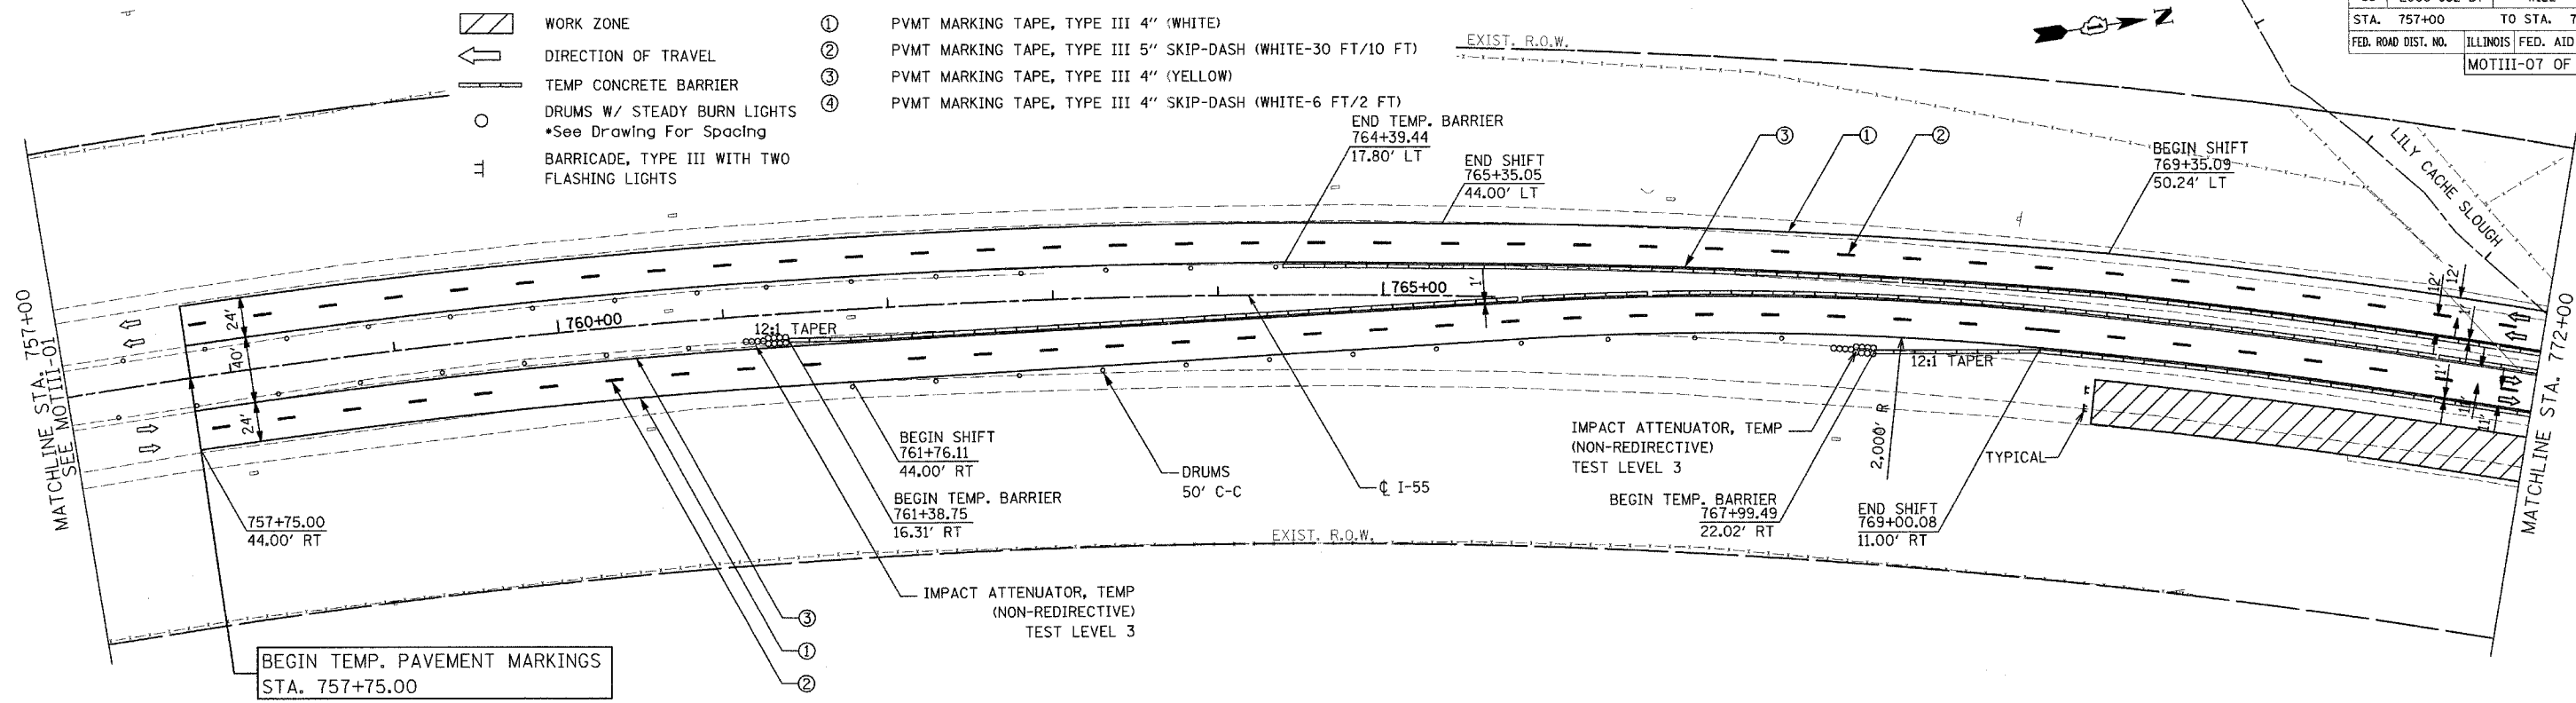 WORK ZONE
DIRECTION OF TRAVEL
TEMP CONCRETE BARRIER
DRUMS W/ STEADY BURN LIGHTS
*See Drawing For Spacing
BARRICADE, TYPE III WITH TWO
FLASHING LIGHTS
① PVMT MARKING TAPE, TYPE III 4" (WHITE)
② PVMT MARKING TAPE, TYPE III 5" SKIP-DASH (WHITE-30 FT/10 FT)
③ PVMT MARKING TAPE, TYPE III 4" (YELLOW)
④ PVMT MARKING TAPE, TYPE III 4" SKIP-DASH (WHITE-6 FT/2 FT)
EXIST. R.O.W.
N
STA. 757+00 TO STA. 7
FED. ROAD DIST. NO. ILLINOIS FED. AID
MOTIII-07 OF
END TEMP. BARRIER
764+39.44
17.80' LT
END SHIFT
765+35.05
44.00' LT
③
①
②
BEGIN SHIFT
769+35.09
50.24' LT
LILY CACHE SLOUGH
MATCHLINE STA. 757+00
SEE MOTIII-01
24'
40'
24'
760+00
12:1 TAPER
765+00
1'
12'
12'
11'
11'
11'
MATCHLINE STA. 772+00
12:1 TAPER
2,000' R
TYPICAL
757+75.00
44.00' RT
BEGIN SHIFT
761+76.11
44.00' RT
BEGIN TEMP. BARRIER
761+38.75
16.31' RT
DRUMS
50' C-C
℄ I-55
IMPACT ATTENUATOR, TEMP
(NON-REDIRECTIVE)
TEST LEVEL 3
BEGIN TEMP. BARRIER
767+99.49
22.02' RT
END SHIFT
769+00.08
11.00' RT
EXIST. R.O.W.
IMPACT ATTENUATOR, TEMP
(NON-REDIRECTIVE)
TEST LEVEL 3
③
①
②
BEGIN TEMP. PAVEMENT MARKINGS
STA. 757+75.00